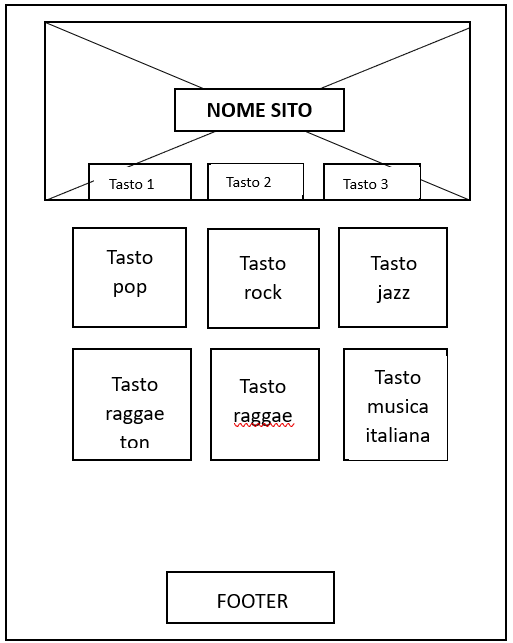 NOME SITO
Tasto 1
Tasto 2
Tasto 3
Tasto
pop
Tasto
rock
Tasto
jazz
Tasto
raggae
ton
Tasto
raggae
Tasto
musica
italiana
FOOTER